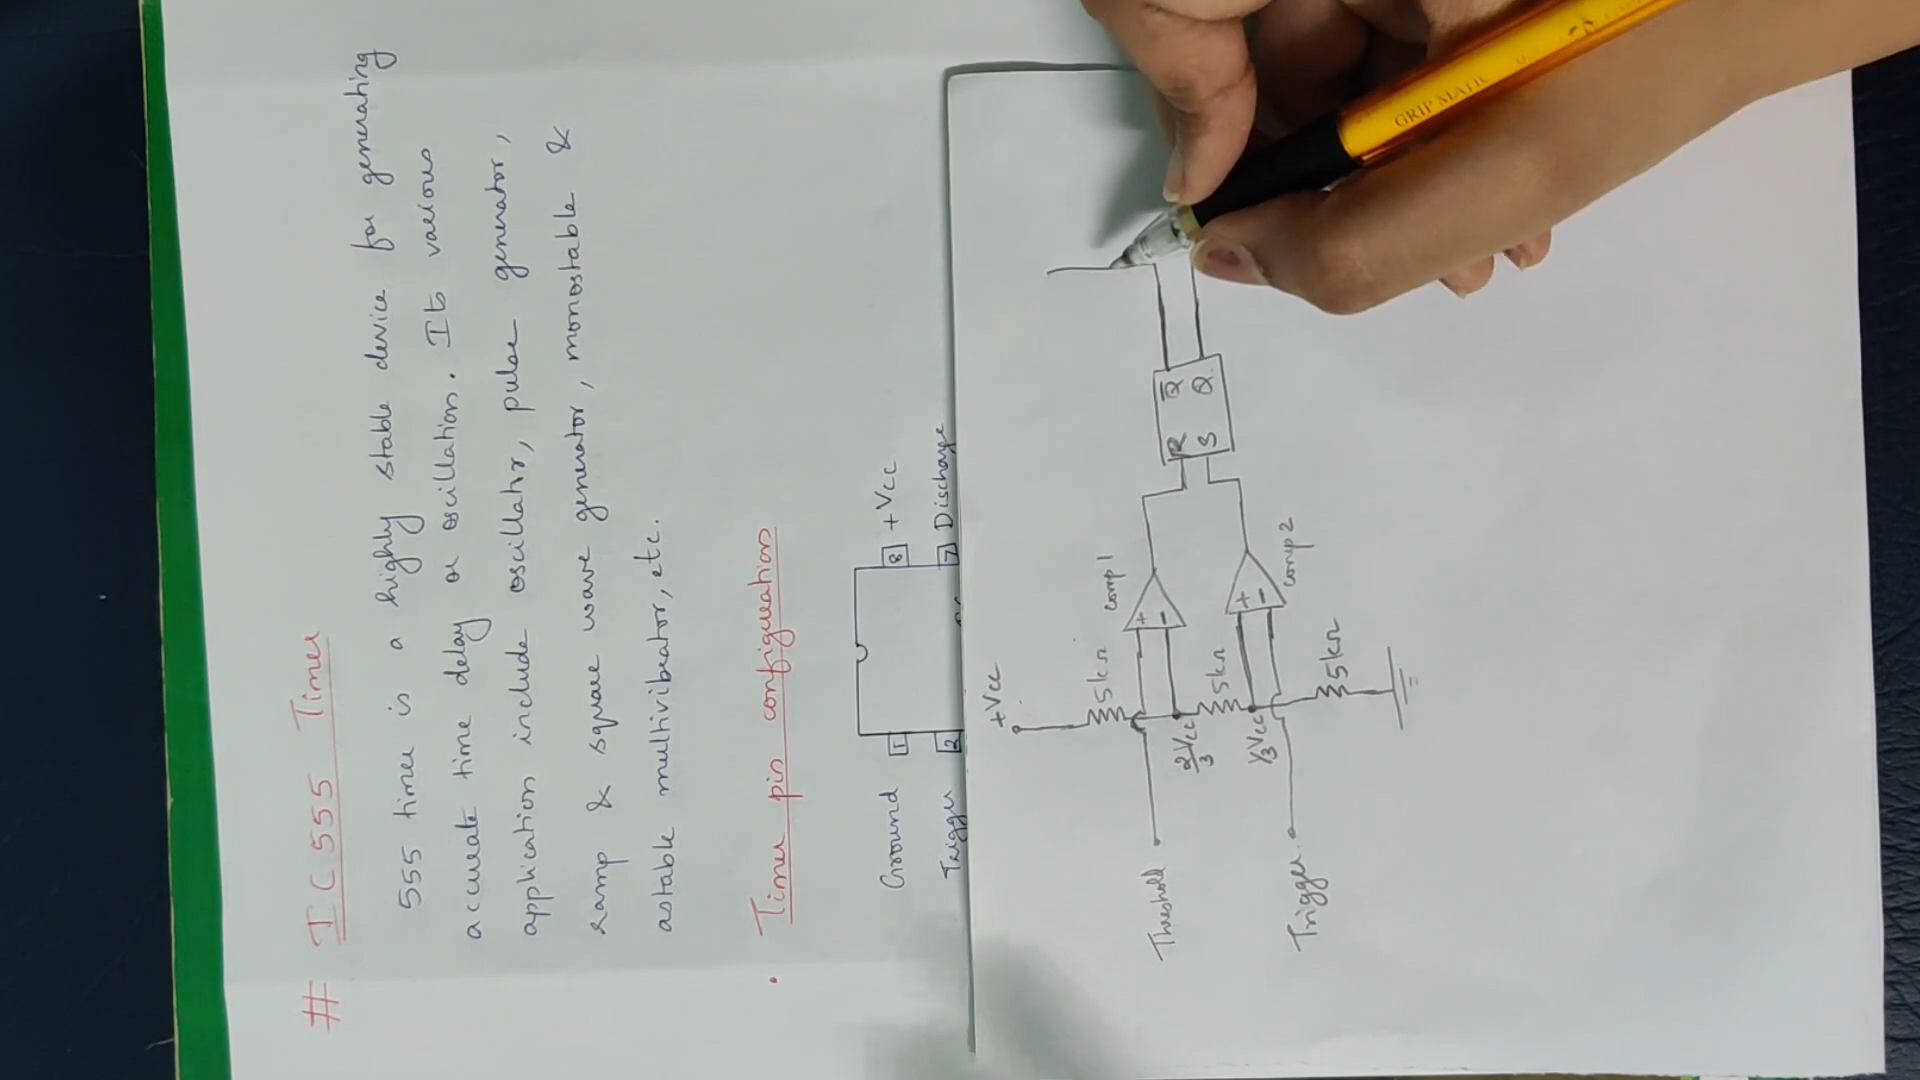 # IC555 Timer
555 timer is a highly stable device for generating
accurate time delay or oscillation. Its various
application include oscillator, pulse generator,
ramp & square wave generator, monostable &
astable multivibrator, etc.
• Timer pin configuration
Ground 1 8 +Vcc
Trigger 2 7 Discharge
+Vcc
5kΩ
comp 1
+
-
R Q̅
S Q
Threshold
2/3 Vcc
5kΩ
1/3 Vcc
+
-
comp 2
Trigger
5kΩ
GRIP MATIC